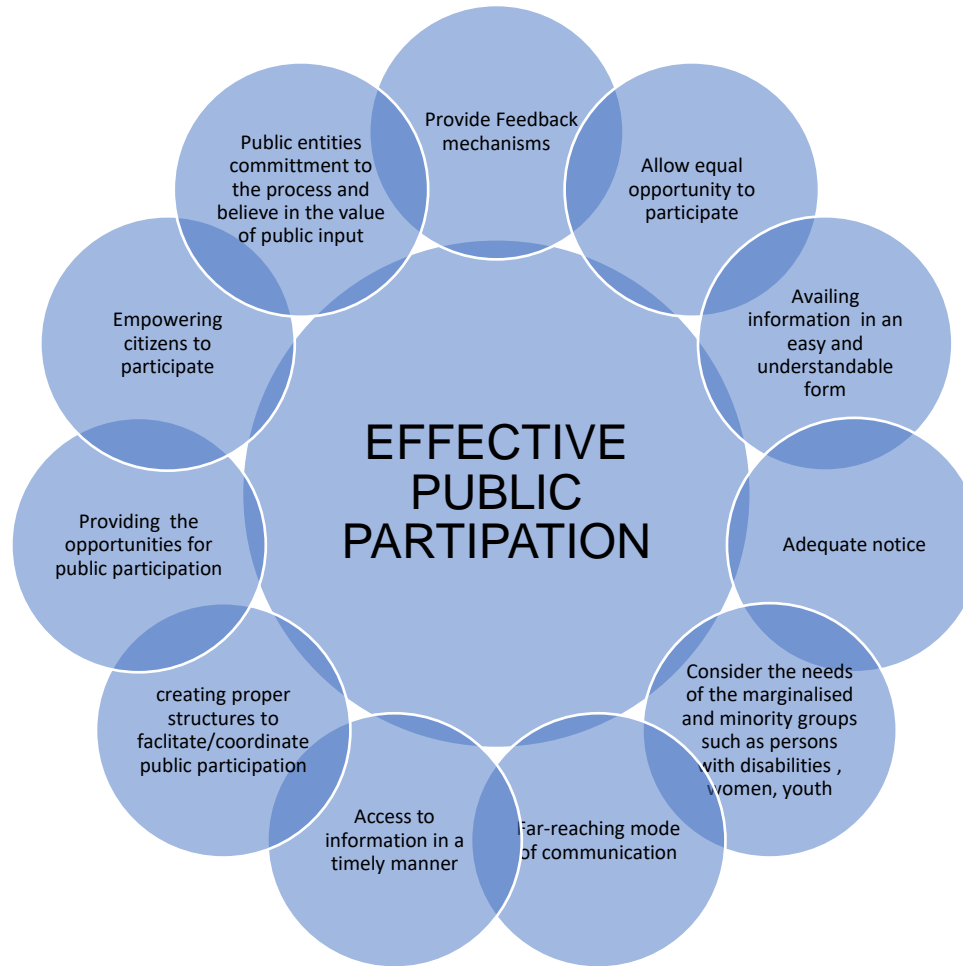 Provide Feedback
mechanisms
Allow equal
opportunity to
participate
Availing
information in an
easy and
understandable
form
Adequate notice
Consider the needs
of the marginalised
and minority groups
such as persons
with disabilities ,
women, youth
Far-reaching mode
of communication
Access to
information in a
timely manner
creating proper
structures to
faclitate/coordinate
public participation
Providing the
opportunities for
public participation
Empowering
citizens to
participate
Public entities
committment to
the process and
believe in the value
of public input
EFFECTIVE
PUBLIC
PARTIPATION